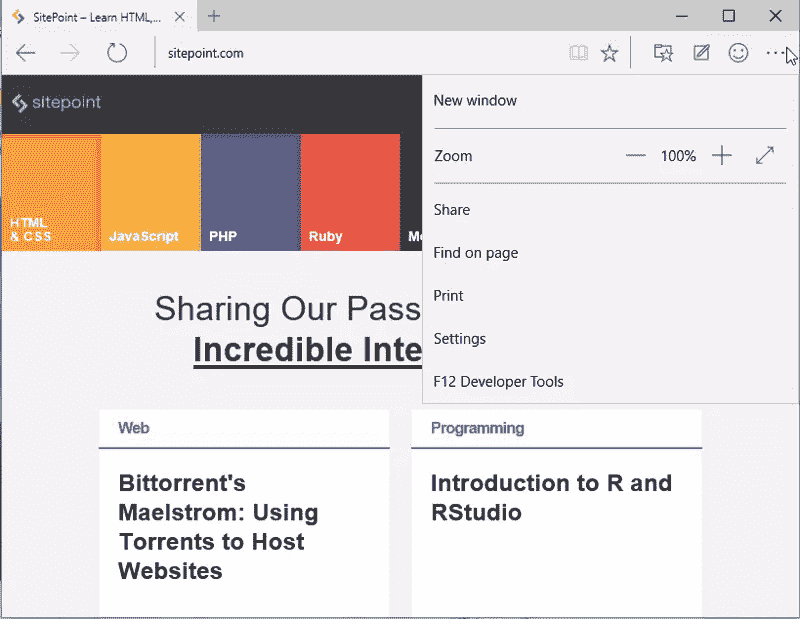 SitePoint – Learn HTML,...
sitepoint.com
sitepoint
New window
Zoom
100%
Share
Find on page
Print
Settings
F12 Developer Tools
HTML
& CSS
JavaScript
PHP
Ruby
Sharing Our Pass
Incredible Inte
Web
Bittorrent's
Maelstrom: Using
Torrents to Host
Websites
Programming
Introduction to R and
RStudio